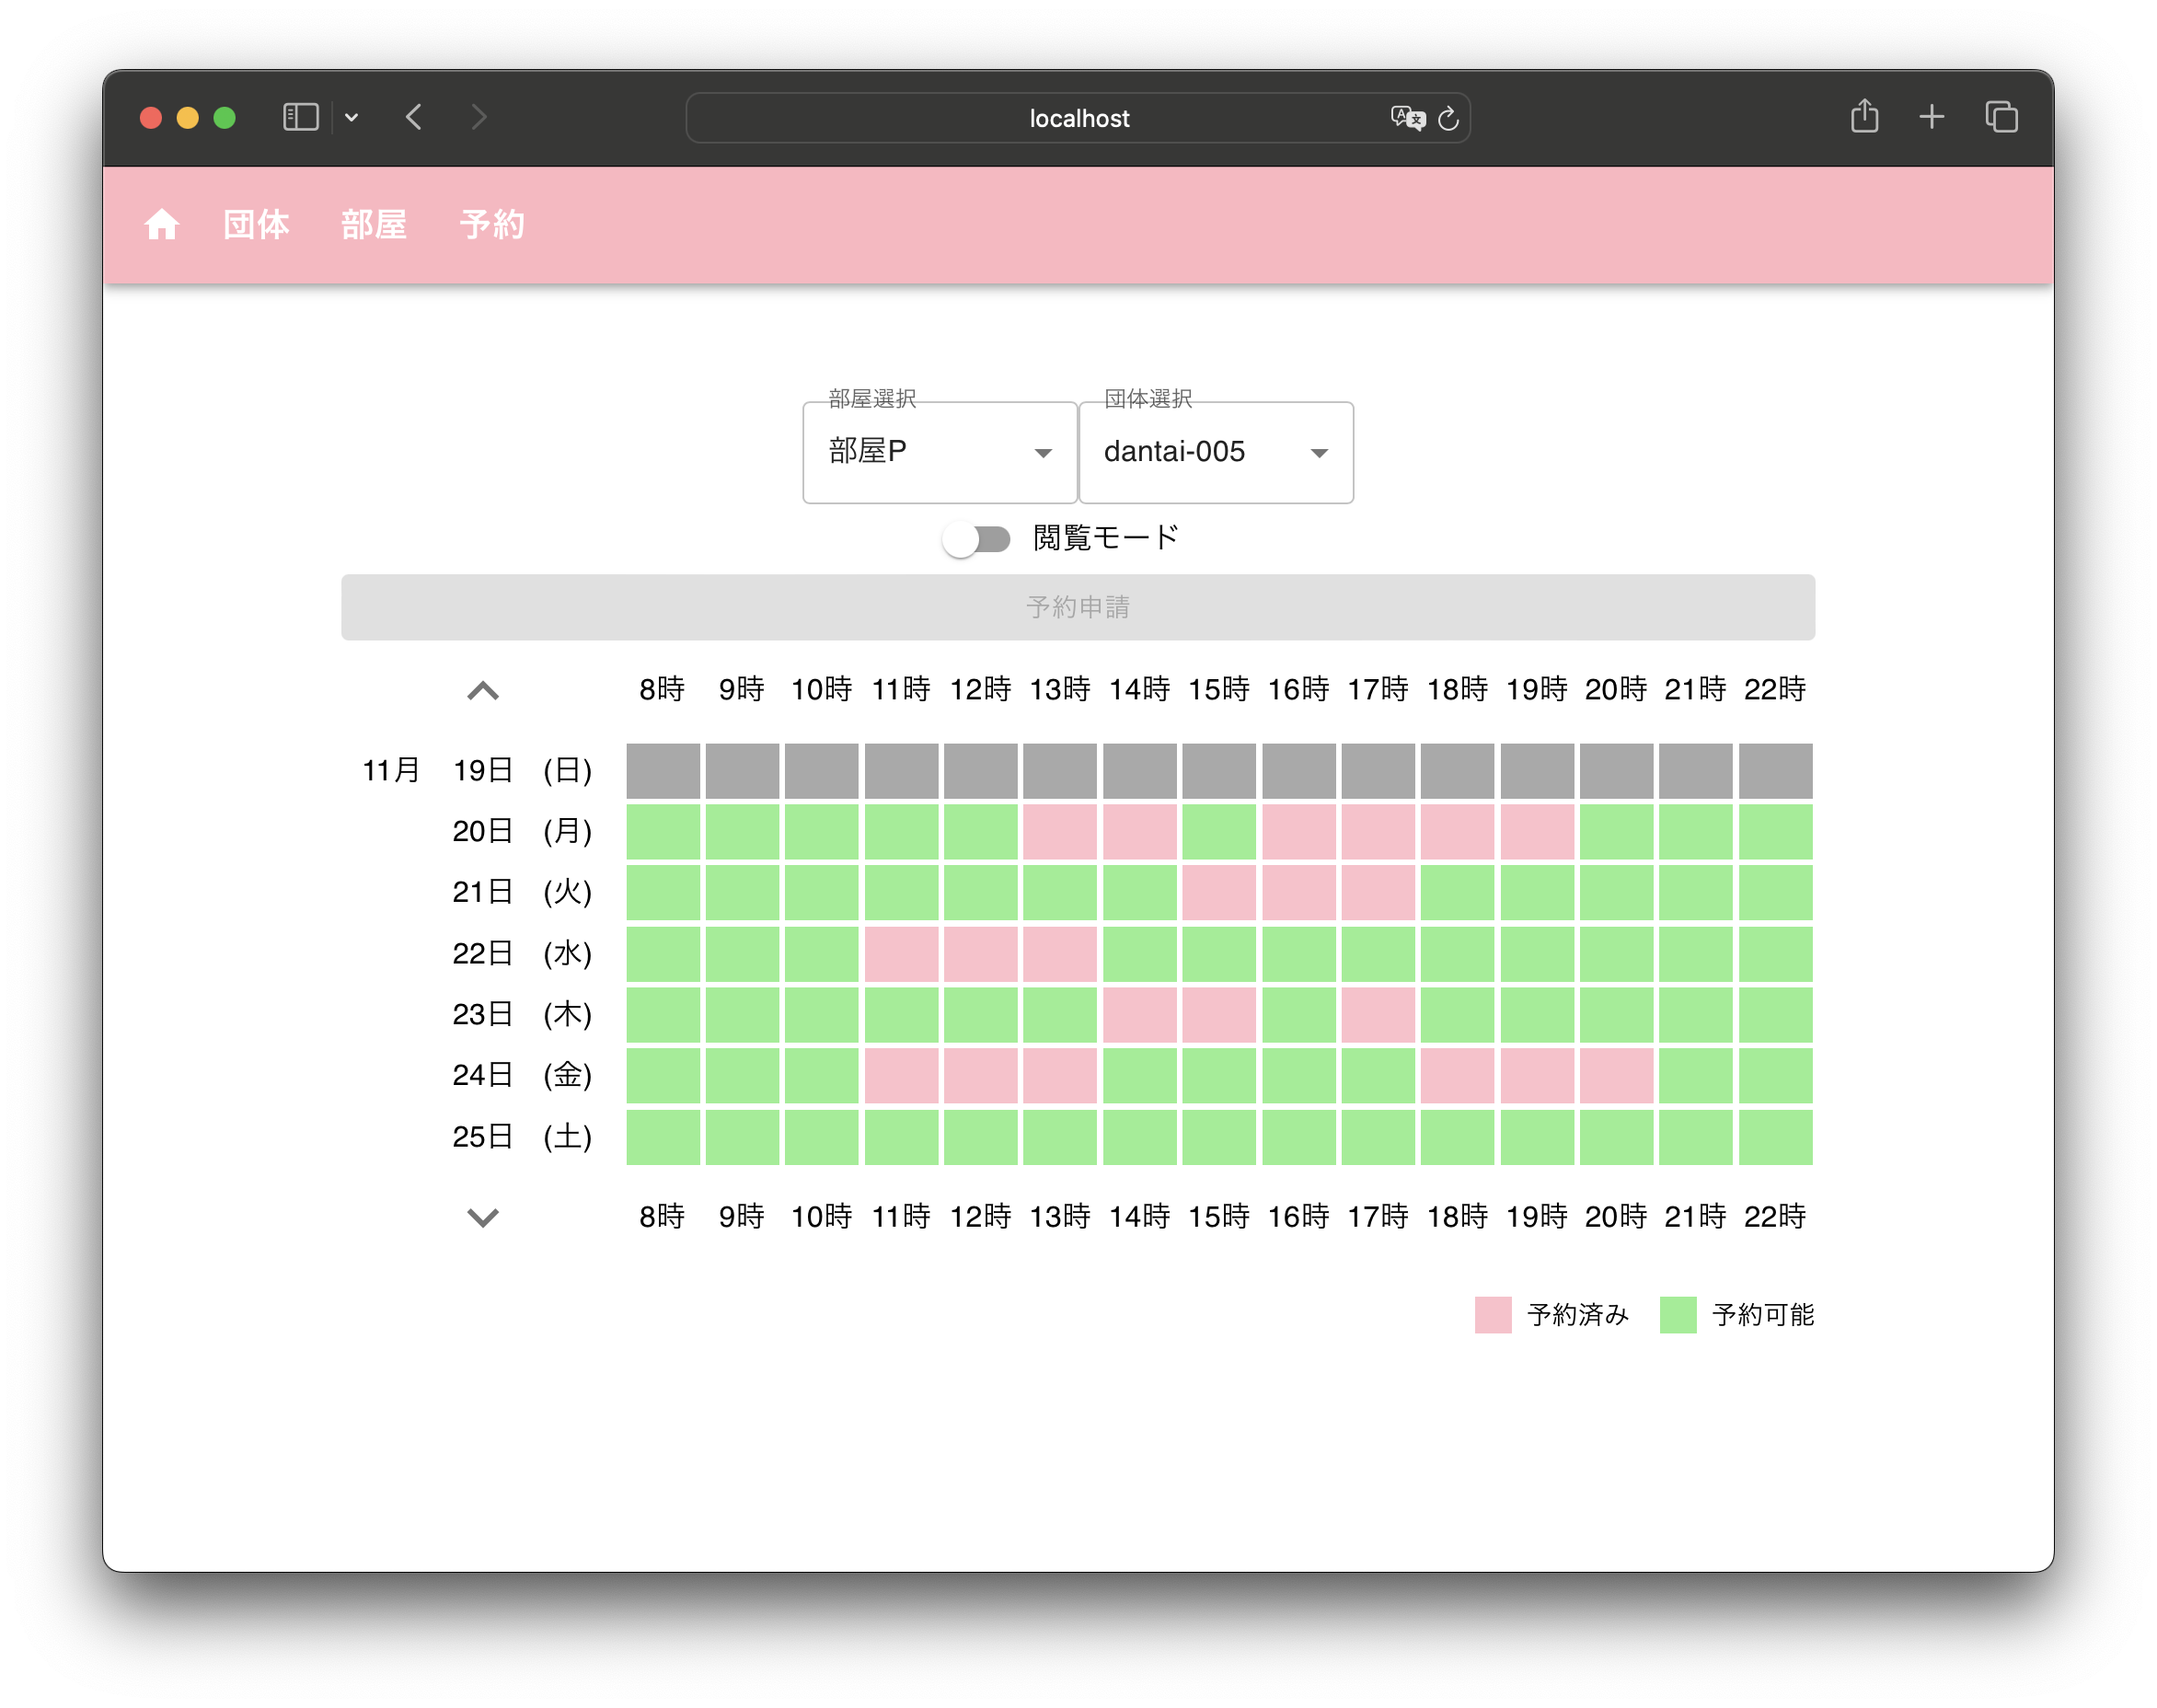 localhost
団体 部屋 予約
部屋選択 団体選択
部屋P dantai-005
閲覧モード
予約申請
8時 9時 10時 11時 12時 13時 14時 15時 16時 17時 18時 19時 20時 21時 22時
11月 19日 (日)
20日 (月)
21日 (火)
22日 (水)
23日 (木)
24日 (金)
25日 (土)
8時 9時 10時 11時 12時 13時 14時 15時 16時 17時 18時 19時 20時 21時 22時
予約済み 予約可能